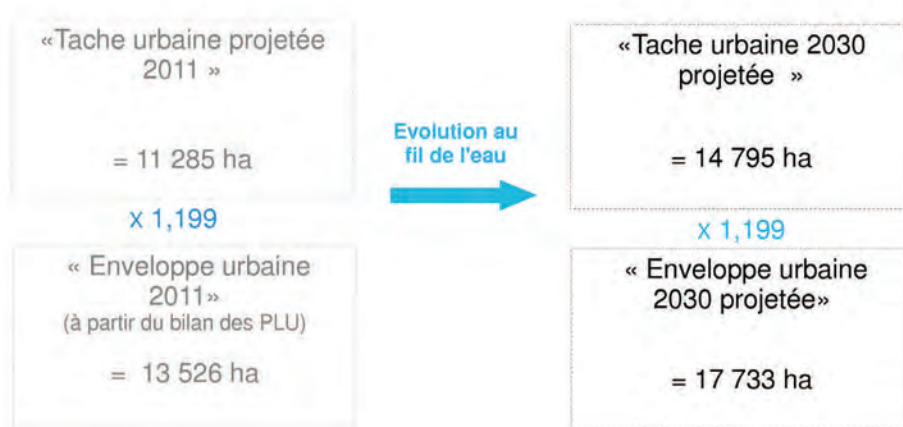 «Tache urbaine projetée
2011 »
= 11 285 ha
x 1,199
« Enveloppe urbaine
2011»
(à partir du bilan des PLU)
= 13 526 ha
Evolution au
fil de l'eau
«Tache urbaine 2030
projetée »
= 14 795 ha
x 1,199
« Enveloppe urbaine
2030 projetée»
= 17 733 ha